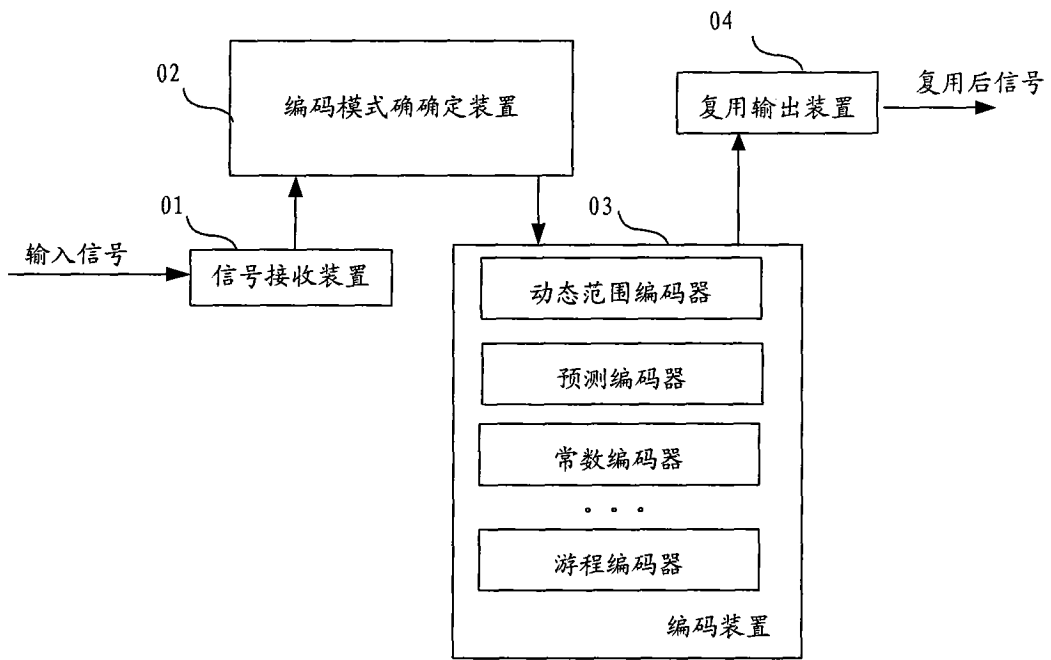 04
02
编码模式确确定装置
复用输出装置
复用后信号
01
03
输入信号
信号接收装置
动态范围编码器
预测编码器
常数编码器
。。。
游程编码器
编码装置